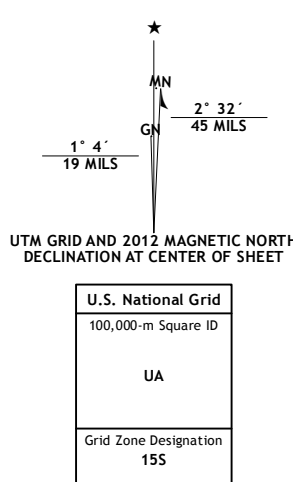 ★
MN
GN
2° 32´
45 MILS
1° 4´
19 MILS
UTM GRID AND 2012 MAGNETIC NORTH
DECLINATION AT CENTER OF SHEET
U.S. National Grid
100,000-m Square ID
UA
Grid Zone Designation
15S